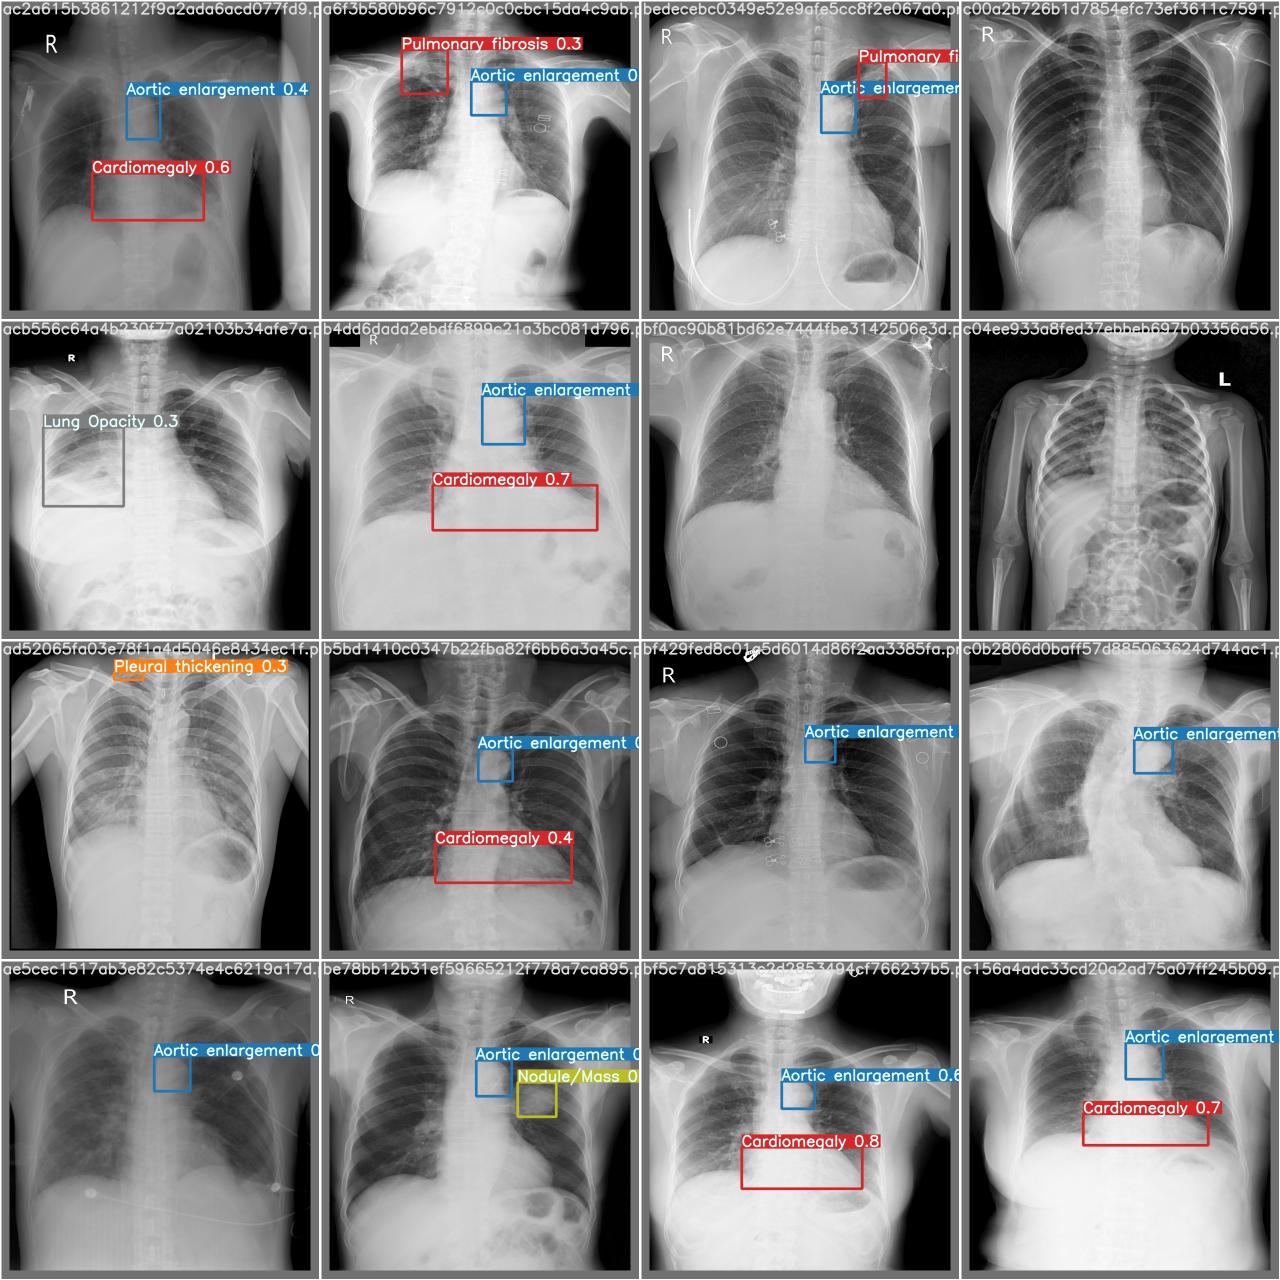 ac2a615b3861212f9a2ada6acd077fd9.p
R
Aortic enlargement 0.4
Cardiomegaly 0.6
a6f3b580b96c7912c0c0cbc15da4c9ab.p
Pulmonary fibrosis 0.3
Aortic enlargement 0
bedecebc0349e52e9afe5cc8f2e067a0.p
R
Pulmonary fi
Aortic enlargemen
c00a2b726b1d7854efc73ef3611c7591.p
R
acb556c64a4b230f77a02103b34afe7a.p
R
Lung Opacity 0.3
b4dd6dada2ebdf6899c21a3bc081d796.p
R
Aortic enlargement
Cardiomegaly 0.7
bf0ac90b81bd62e7444fbe3142506e3d.p
R
c04ee933a8fed37ebbeb697b03356a56.p
L
ad52065fa03e78f1a4d5046e8434ec1f.p
Pleural thickening 0.3
b5bd1410c0347b22fba82f6bb6a3a45c.p
Aortic enlargement 0
Cardiomegaly 0.4
R
Aortic enlargement
c0b2806d0baff57d885063624d744ac1.p
Aortic enlargement
ae5cec1517ab3e82c5374e4c6219a17d.p
R
Aortic enlargement 0
be78bb12b31ef59665212f778a7ca895.p
R
Aortic enlargement 0
Nodule/Mass 0
R
Aortic enlargement 0.6
Cardiomegaly 0.8
c156a4adc33cd20a2ad75a07ff245b09.p
Aortic enlargement
Cardiomegaly 0.7